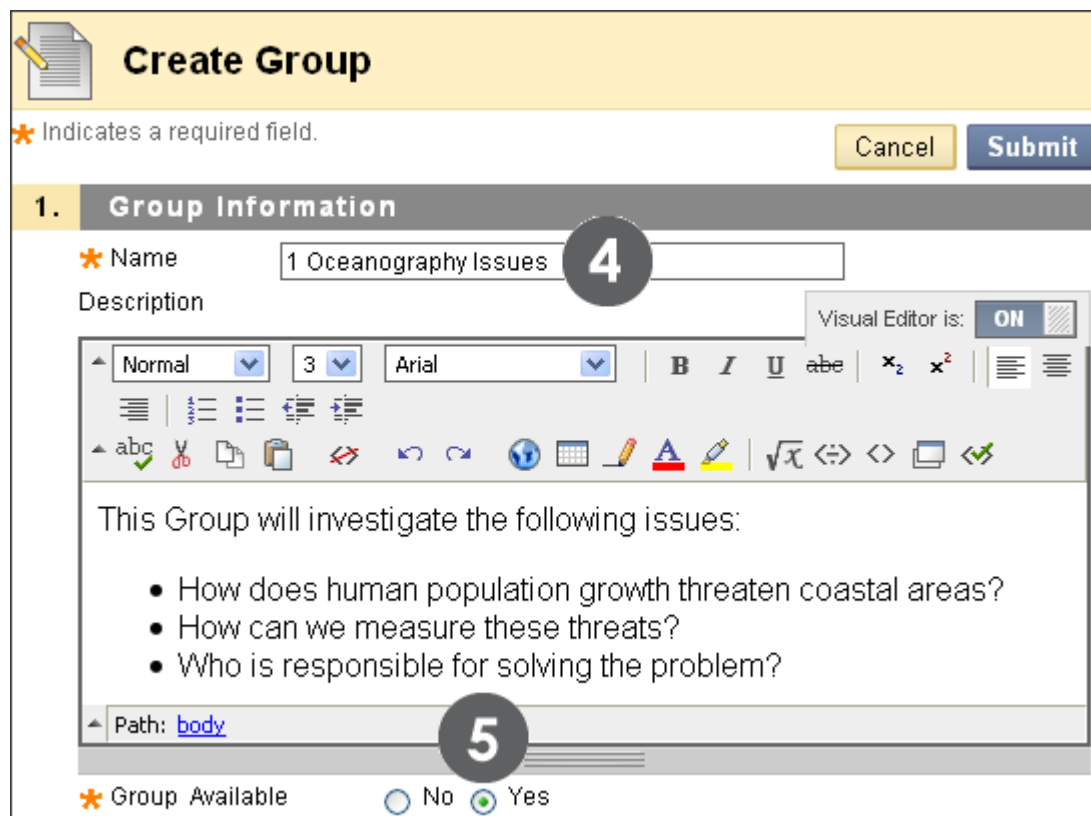 Create Group
* Indicates a required field.
Cancel Submit
1. Group Information
* Name 1 Oceanography Issues 4
Description
Visual Editor is: ON
Normal 3 Arial B I U abc x₂ x²
abc √x
This Group will investigate the following issues:
• How does human population growth threaten coastal areas?
• How can we measure these threats?
• Who is responsible for solving the problem?
Path: body
5
* Group Available No Yes